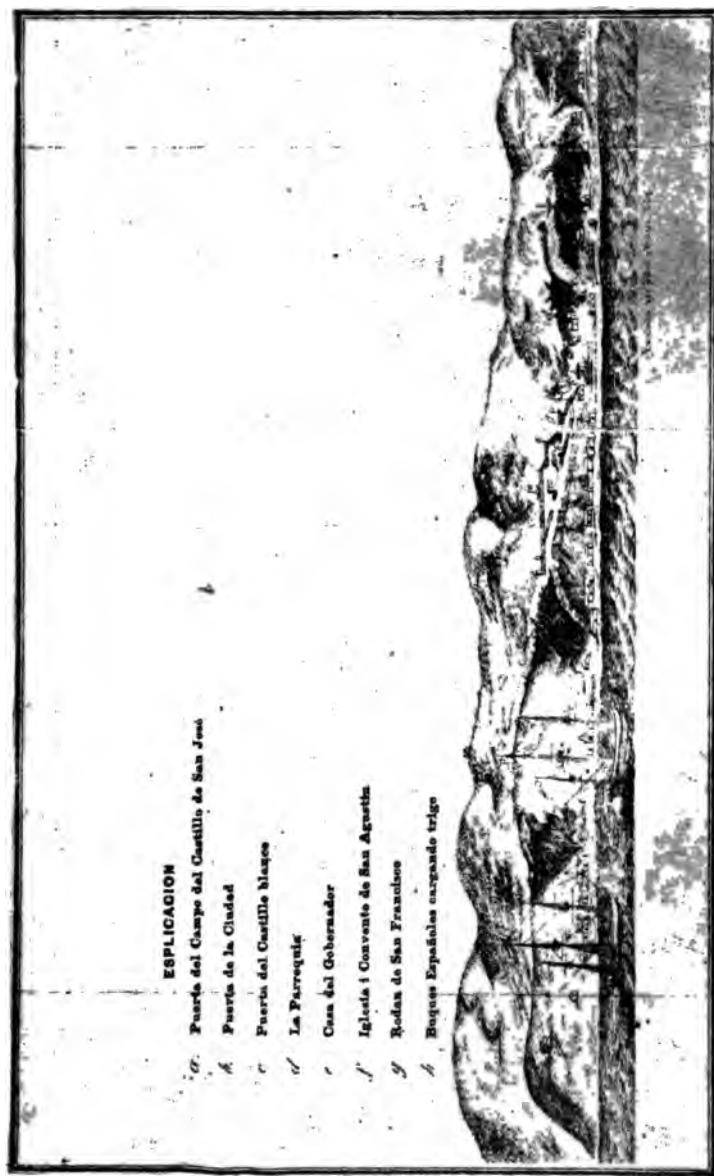 ESPLICACION
a Puerta del Campo del Castillo de San José
b Puerta de la Ciudad
c Puerta del Castillo blanco
d La Parroquia
e Casa del Gobernador
f Iglesia i Convento de San Agustin
g Rodan de San Francisco
h Buques Españoles cargando trigo